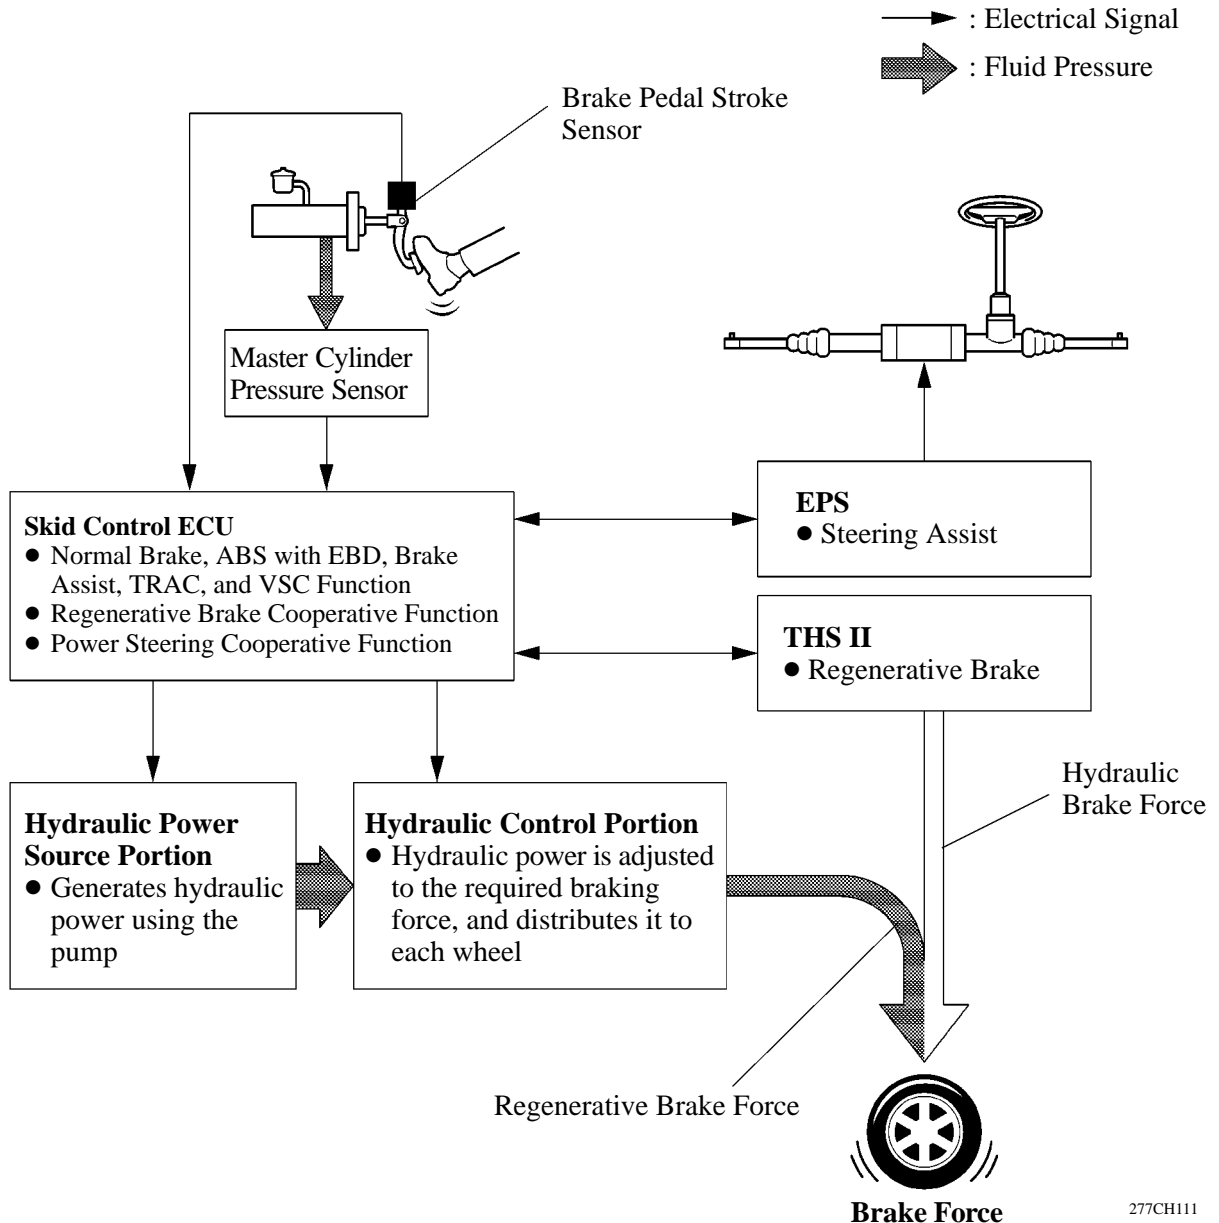 : Electrical Signal
: Fluid Pressure
Brake Pedal Stroke
Sensor
Master Cylinder
Pressure Sensor
Skid Control ECU
● Normal Brake, ABS with EBD, Brake
Assist, TRAC, and VSC Function
● Regenerative Brake Cooperative Function
● Power Steering Cooperative Function
EPS
● Steering Assist
THS II
● Regenerative Brake
Hydraulic Power
Source Portion
● Generates hydraulic
power using the
pump
Hydraulic Control Portion
● Hydraulic power is adjusted
to the required braking
force, and distributes it to
each wheel
Hydraulic
Brake Force
Regenerative Brake Force
Brake Force
277CH111